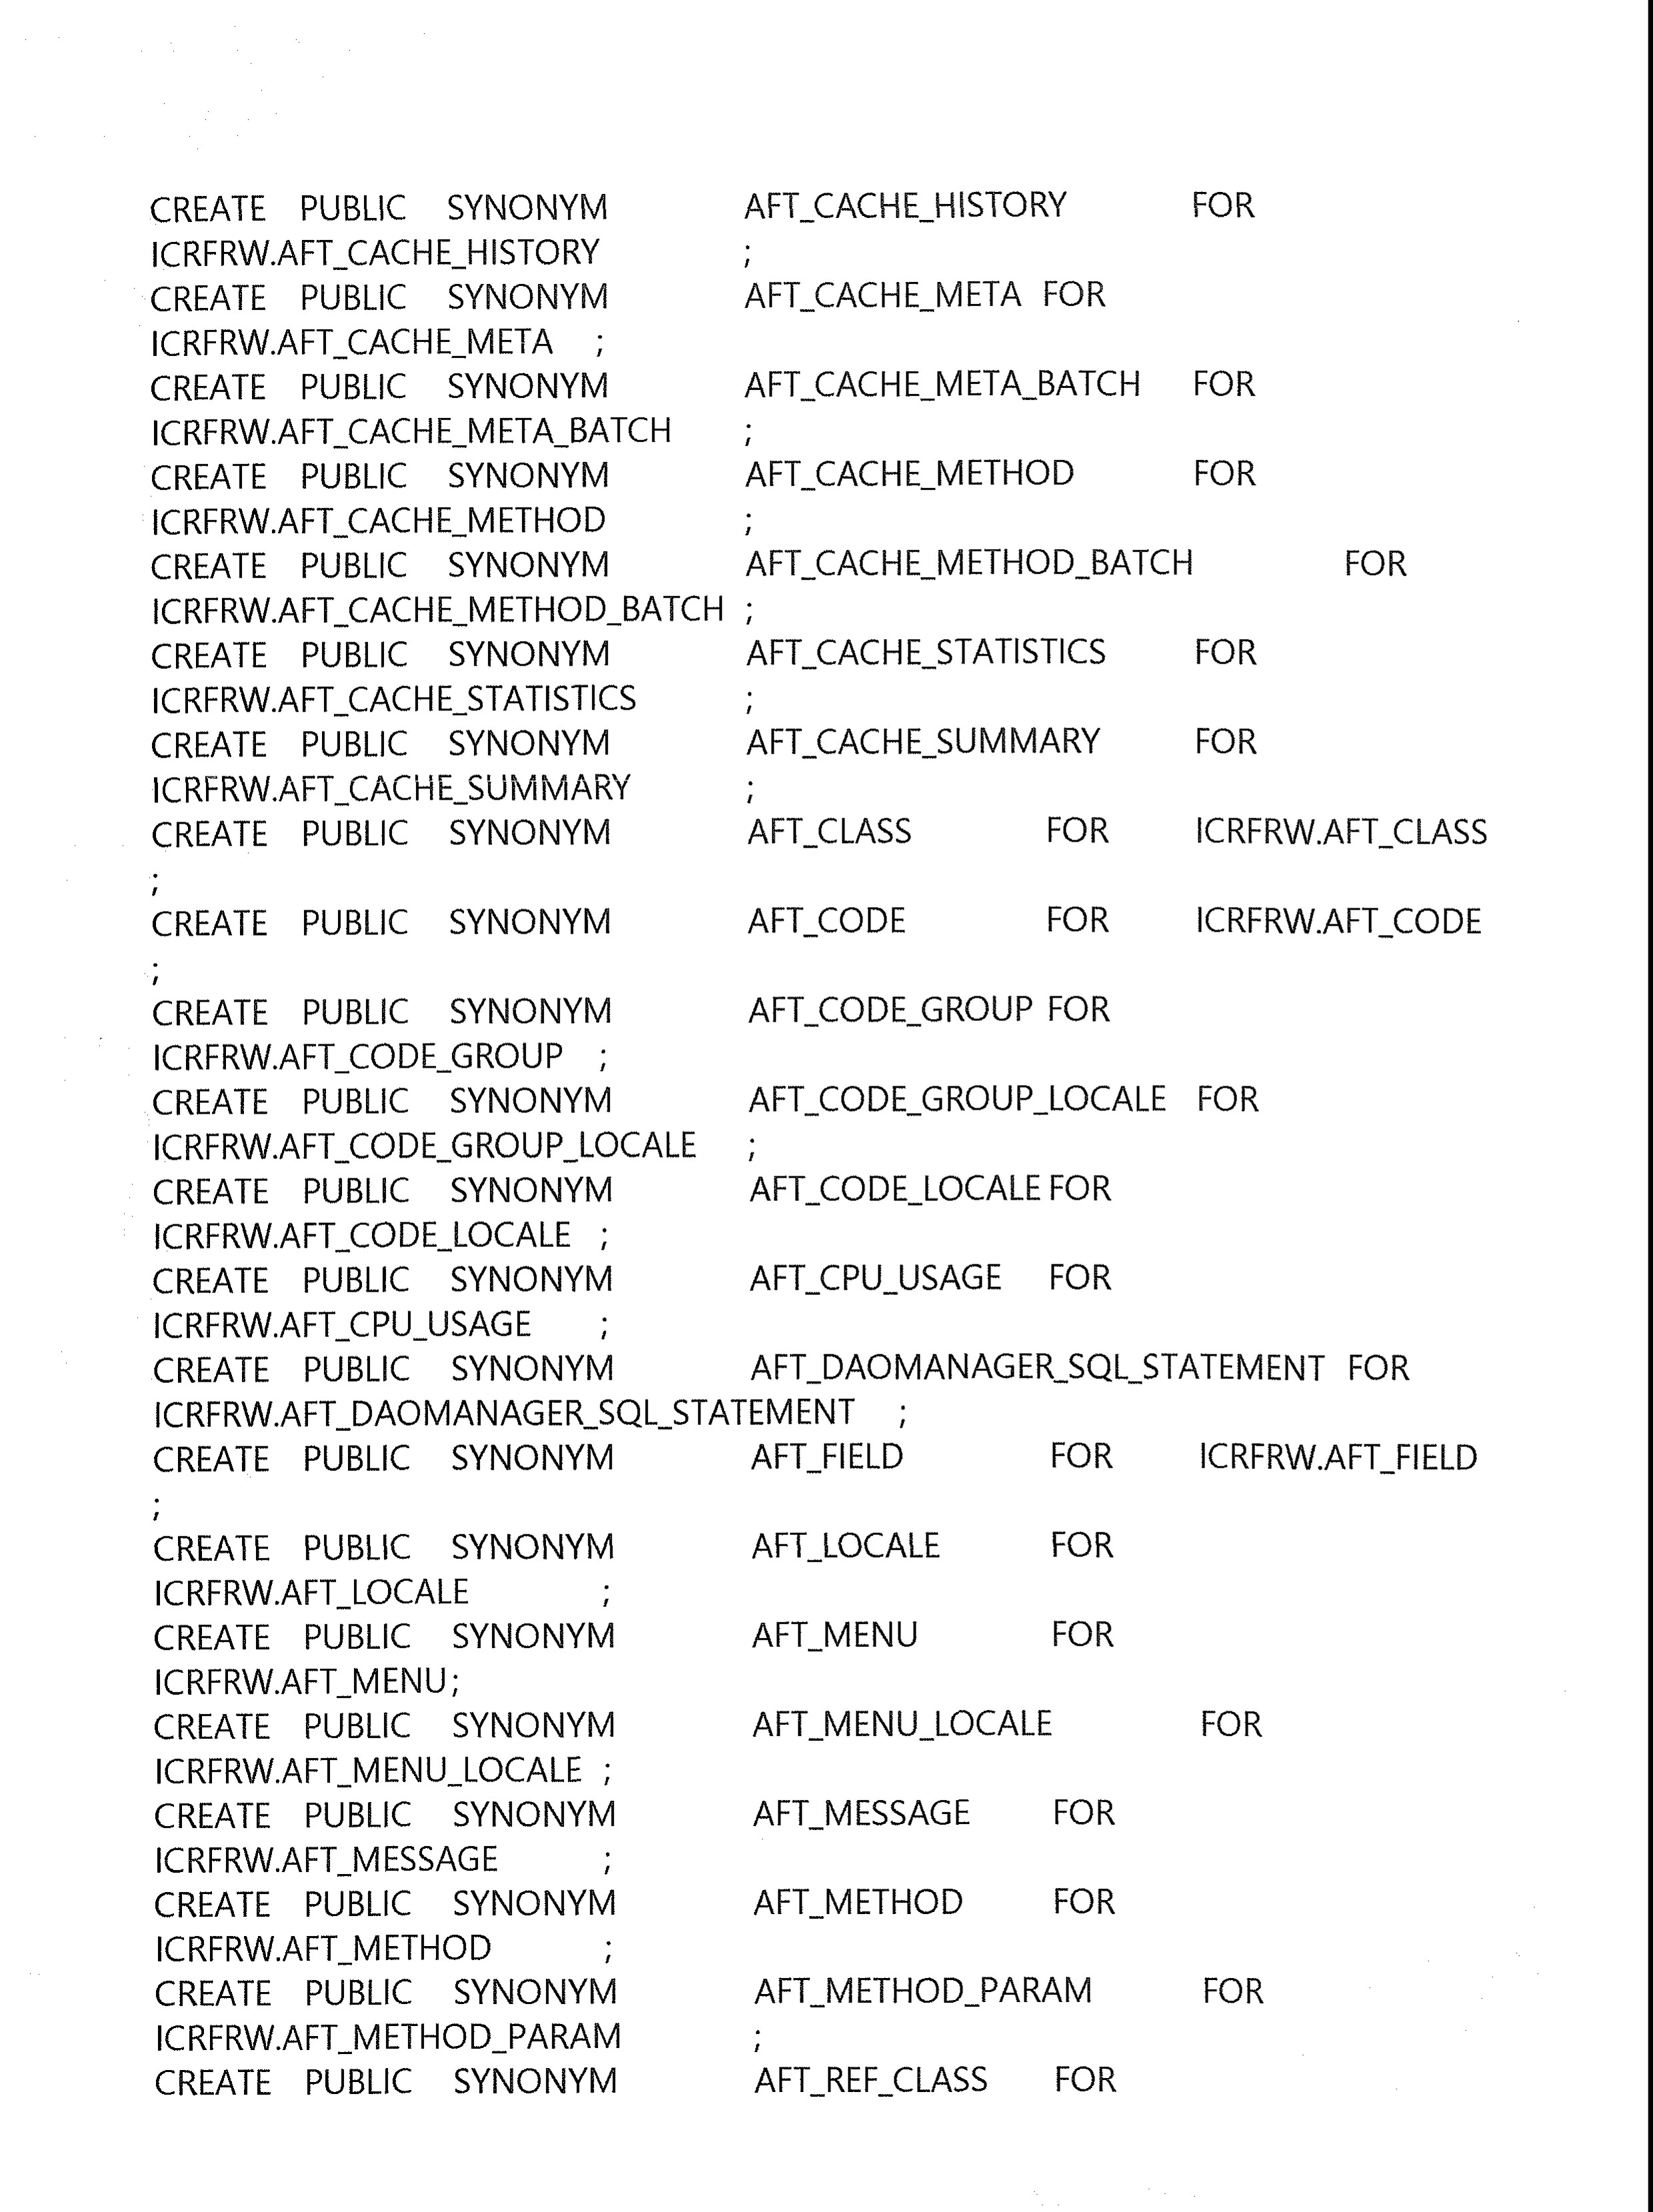 CREATE PUBLIC SYNONYM AFT_CACHE_HISTORY FOR
ICRFRW.AFT_CACHE_HISTORY ;
CREATE PUBLIC SYNONYM AFT_CACHE_META FOR
ICRFRW.AFT_CACHE_META ;
CREATE PUBLIC SYNONYM AFT_CACHE_META_BATCH FOR
ICRFRW.AFT_CACHE_META_BATCH ;
CREATE PUBLIC SYNONYM AFT_CACHE_METHOD FOR
ICRFRW.AFT_CACHE_METHOD ;
CREATE PUBLIC SYNONYM AFT_CACHE_METHOD_BATCH FOR
ICRFRW.AFT_CACHE_METHOD_BATCH ;
CREATE PUBLIC SYNONYM AFT_CACHE_STATISTICS FOR
ICRFRW.AFT_CACHE_STATISTICS ;
CREATE PUBLIC SYNONYM AFT_CACHE_SUMMARY FOR
ICRFRW.AFT_CACHE_SUMMARY ;
CREATE PUBLIC SYNONYM AFT_CLASS FOR ICRFRW.AFT_CLASS
;
CREATE PUBLIC SYNONYM AFT_CODE FOR ICRFRW.AFT_CODE
;
CREATE PUBLIC SYNONYM AFT_CODE_GROUP FOR
ICRFRW.AFT_CODE_GROUP ;
CREATE PUBLIC SYNONYM AFT_CODE_GROUP_LOCALE FOR
ICRFRW.AFT_CODE_GROUP_LOCALE ;
CREATE PUBLIC SYNONYM AFT_CODE_LOCALE FOR
ICRFRW.AFT_CODE_LOCALE ;
CREATE PUBLIC SYNONYM AFT_CPU_USAGE FOR
ICRFRW.AFT_CPU_USAGE ;
CREATE PUBLIC SYNONYM AFT_DAOMANAGER_SQL_STATEMENT FOR
ICRFRW.AFT_DAOMANAGER_SQL_STATEMENT ;
CREATE PUBLIC SYNONYM AFT_FIELD FOR ICRFRW.AFT_FIELD
;
CREATE PUBLIC SYNONYM AFT_LOCALE FOR
ICRFRW.AFT_LOCALE ;
CREATE PUBLIC SYNONYM AFT_MENU FOR
ICRFRW.AFT_MENU;
CREATE PUBLIC SYNONYM AFT_MENU_LOCALE FOR
ICRFRW.AFT_MENU_LOCALE ;
CREATE PUBLIC SYNONYM AFT_MESSAGE FOR
ICRFRW.AFT_MESSAGE ;
CREATE PUBLIC SYNONYM AFT_METHOD FOR
ICRFRW.AFT_METHOD ;
CREATE PUBLIC SYNONYM AFT_METHOD_PARAM FOR
ICRFRW.AFT_METHOD_PARAM ;
CREATE PUBLIC SYNONYM AFT_REF_CLASS FOR